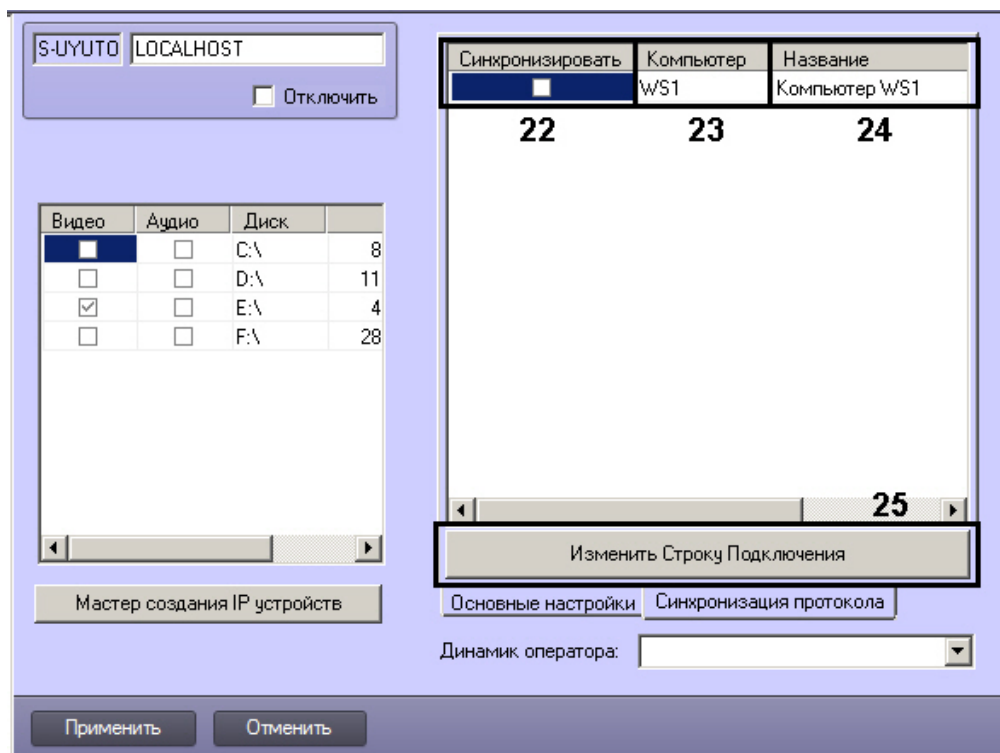 S-UYUTO LOCALHOST
Отключить
Видео Аудио Диск
C:\ 8
D:\ 11
E:\ 4
F:\ 28
Мастер создания IP устройств
Синхронизировать Компьютер Название
WS1 Компьютер WS1
22 23 24
25
Изменить Строку Подключения
Основные настройки Синхронизация протокола
Динамик оператора:
Применить Отменить